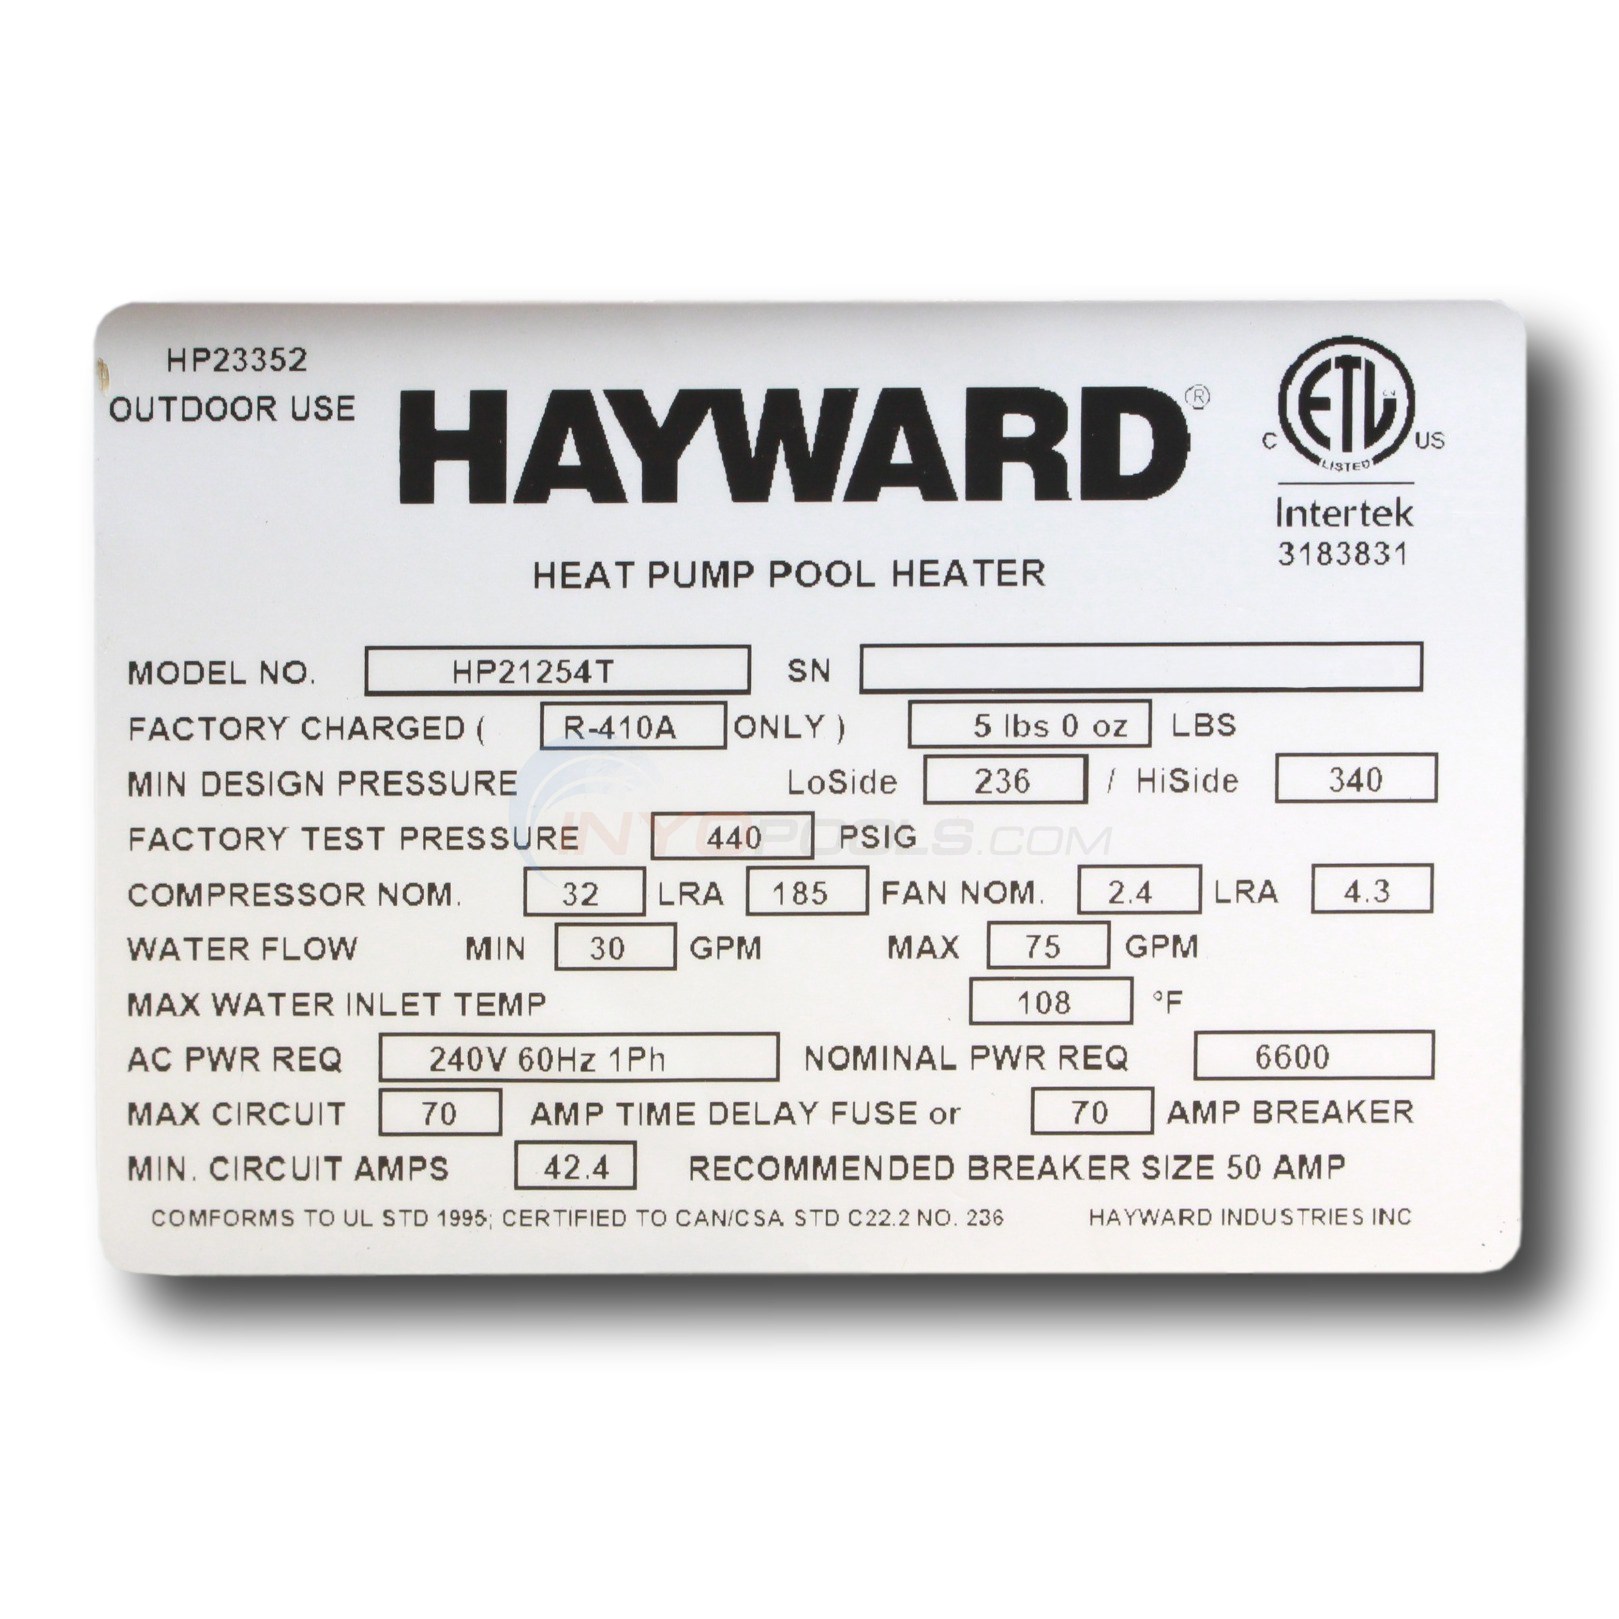 HP23352
OUTDOOR USE
HAYWARD®
C ETL CM LISTED US
Intertek
3183831
HEAT PUMP POOL HEATER
MODEL NO. HP21254T SN
FACTORY CHARGED ( R-410A ONLY ) 5 lbs 0 oz LBS
MIN DESIGN PRESSURE LoSide 236 / HiSide 340
FACTORY TEST PRESSURE 440 PSIG
INYOPOOLS.COM
COMPRESSOR NOM. 32 LRA 185 FAN NOM. 2.4 LRA 4.3
WATER FLOW MIN 30 GPM MAX 75 GPM
MAX WATER INLET TEMP 108 °F
AC PWR REQ 240V 60Hz 1Ph NOMINAL PWR REQ 6600
MAX CIRCUIT 70 AMP TIME DELAY FUSE or 70 AMP BREAKER
MIN. CIRCUIT AMPS 42.4 RECOMMENDED BREAKER SIZE 50 AMP
COMFORMS TO UL STD 1995; CERTIFIED TO CAN/CSA STD C22.2 NO. 236 HAYWARD INDUSTRIES INC